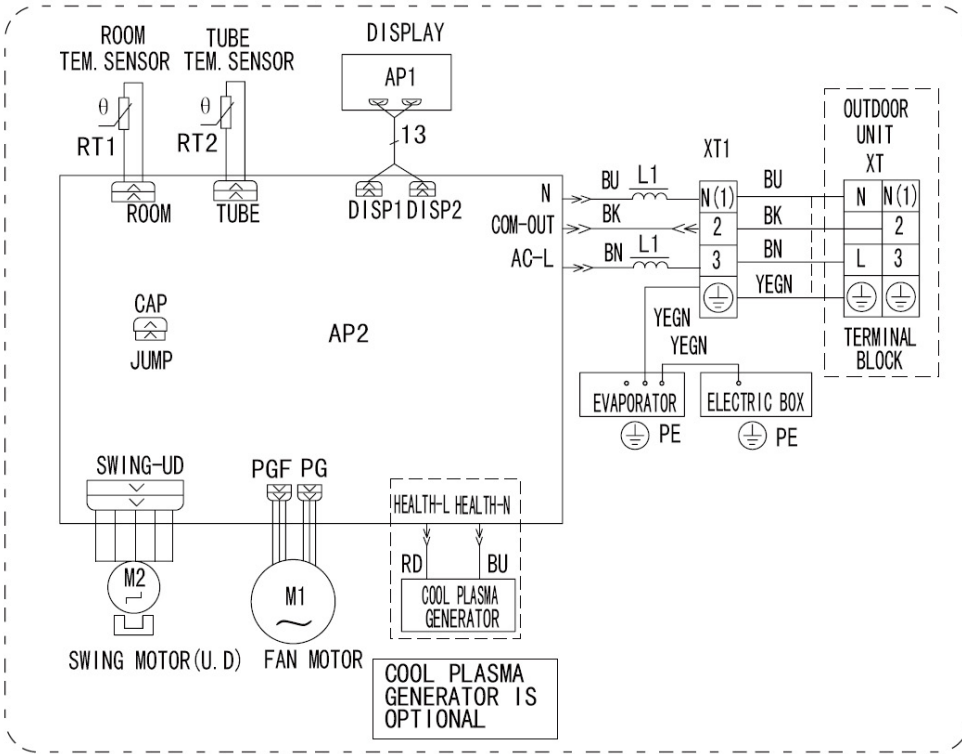 ROOM
TEM. SENSOR
TUBE
TEM. SENSOR
DISPLAY
AP1
θ
RT1
θ
RT2
13
ROOM
TUBE
DISP1 DISP2
N
COM-OUT
AC-L
BU
L1
BK
BN
L1
XT1
N(1)
2
3
BU
BK
BN
YEGN
OUTDOOR
UNIT
XT
N
N(1)
2
L
3
TERMINAL
BLOCK
YEGN
YEGN
EVAPORATOR
ELECTRIC BOX
PE
PE
CAP
JUMP
AP2
SWING-UD
PGF
PG
HEALTH-L
HEALTH-N
RD
BU
COOL PLASMA
GENERATOR
M2
M1
SWING MOTOR(U.D)
FAN MOTOR
COOL PLASMA
GENERATOR IS
OPTIONAL